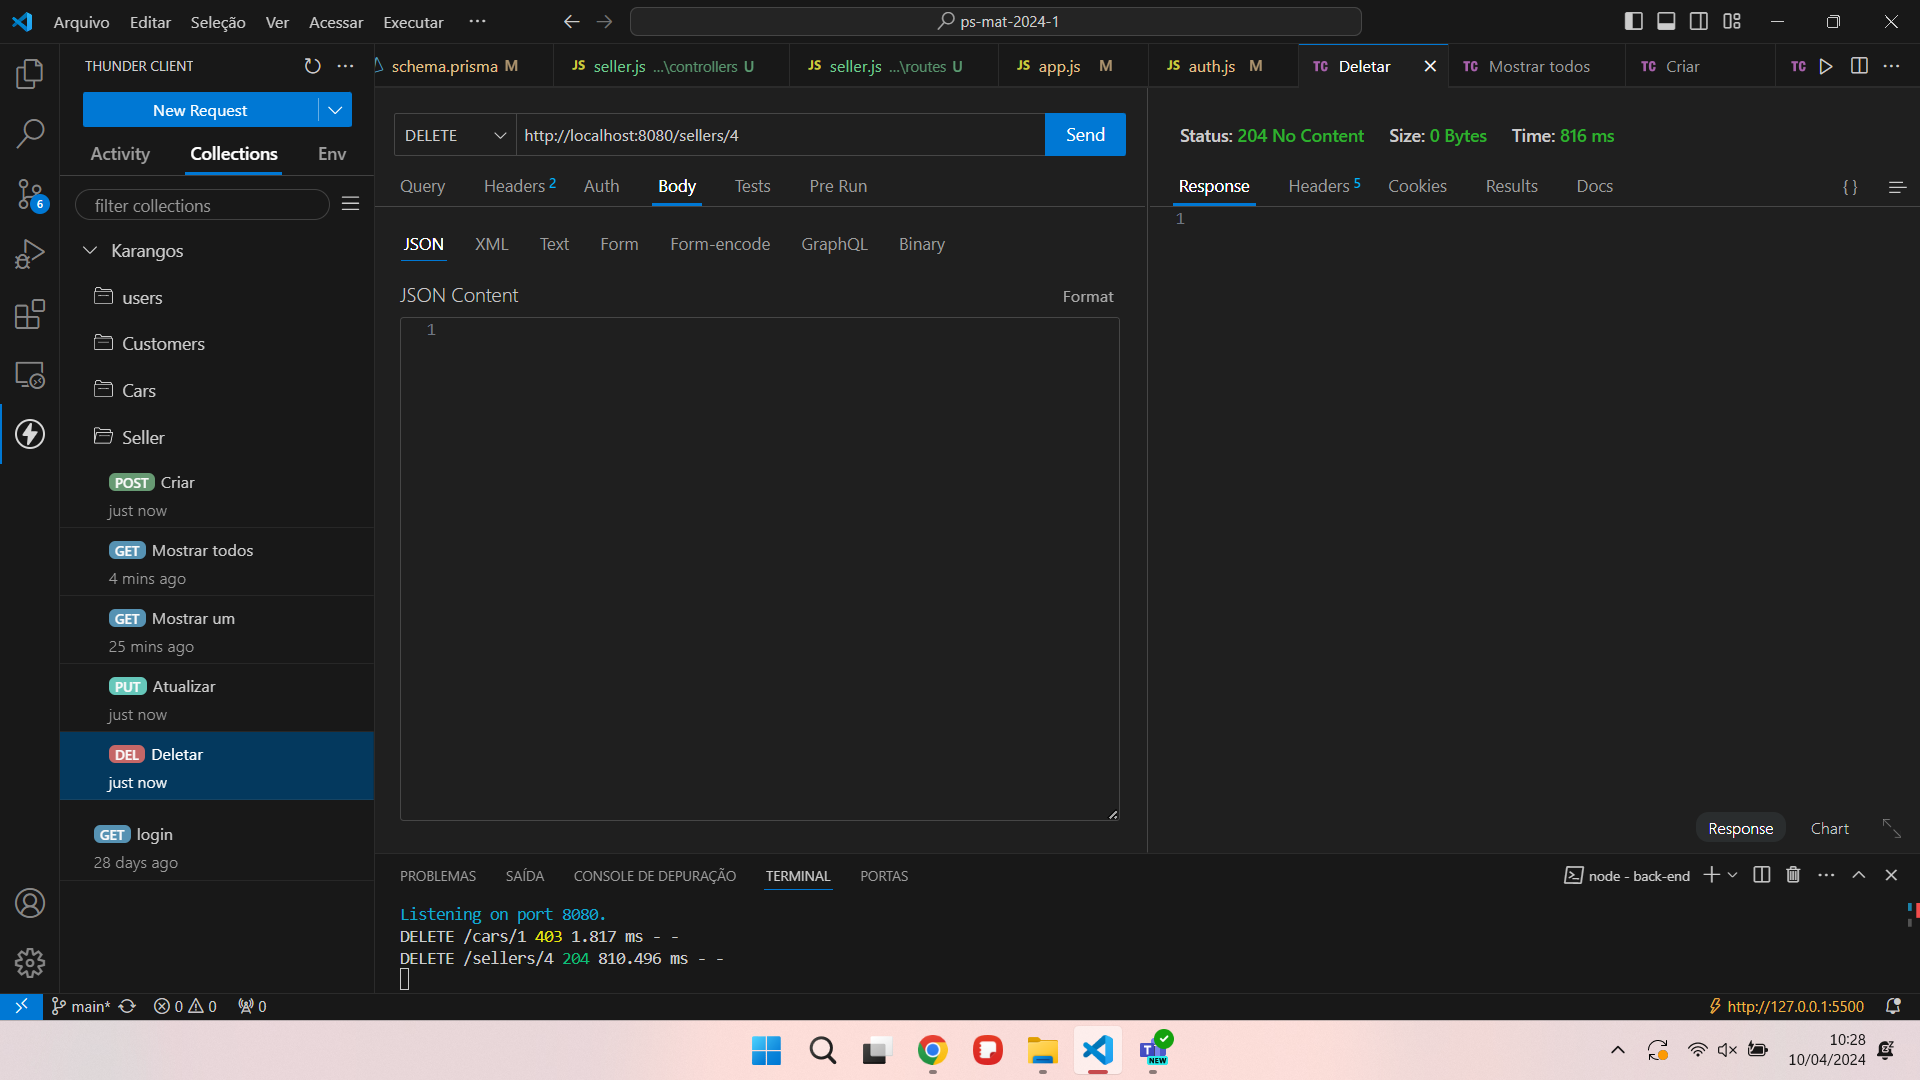 Arquivo Editar Seleção Ver Acessar Executar ··· ps-mat-2024-1
THUNDER CLIENT
schema.prisma M
JS seller.js ...\controllers U
JS seller.js ...\routes U
JS app.js M
JS auth.js M
TC Deletar
TC Mostrar todos
TC Criar
TC
New Request
Activity Collections Env
filter collections
Karangos
users
Customers
Cars
Seller
POST Criar
just now
GET Mostrar todos
4 mins ago
GET Mostrar um
25 mins ago
PUT Atualizar
just now
DEL Deletar
just now
GET login
28 days ago
6
DELETE http://localhost:8080/sellers/4 Send
Query Headers 2 Auth Body Tests Pre Run
JSON XML Text Form Form-encode GraphQL Binary
JSON Content Format
1
Status: 204 No Content Size: 0 Bytes Time: 816 ms
Response Headers 5 Cookies Results Docs { }
1
Response Chart
PROBLEMAS SAÍDA CONSOLE DE DEPURAÇÃO TERMINAL PORTAS
node - back-end
Listening on port 8080.
DELETE /cars/1 403 1.817 ms - -
DELETE /sellers/4 204 810.496 ms - -
main* 0 0 0
http://127.0.0.1:5500
NEW
10:28
10/04/2024